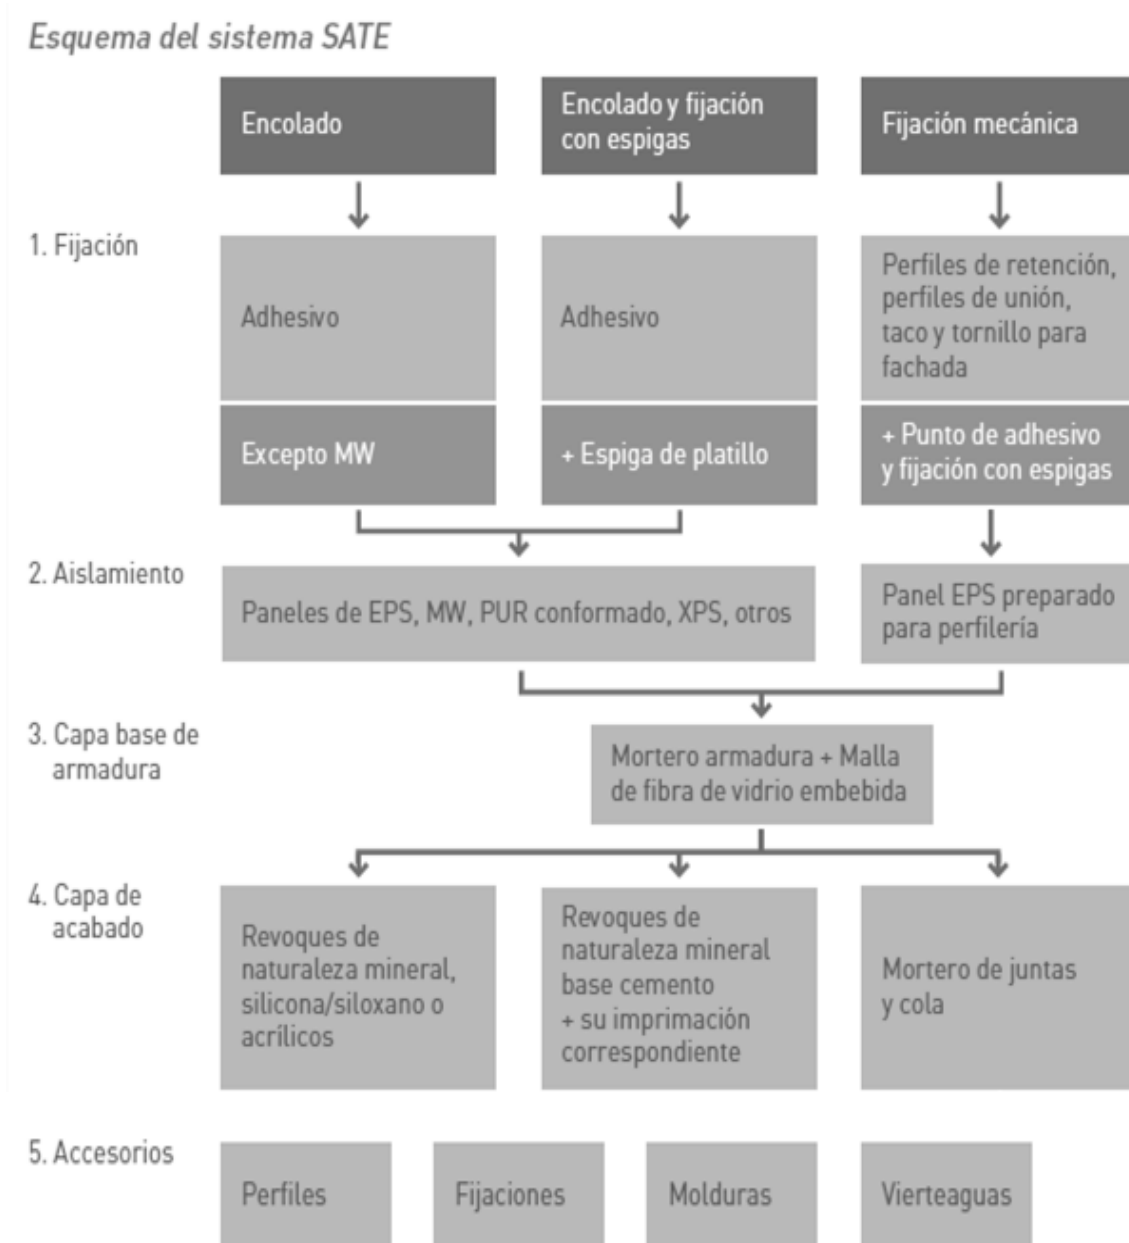 Esquema del sistema SATE
Encolado
Encolado y fijación
con espigas
Fijación mecánica
1. Fijación
Adhesivo
Adhesivo
Perfiles de retención,
perfiles de unión,
taco y tornillo para
fachada
Excepto MW
+ Espiga de platillo
+ Punto de adhesivo
y fijación con espigas
2. Aislamiento
Paneles de EPS, MW, PUR conformado, XPS, otros
Panel EPS preparado
para perfilería
3. Capa base de
armadura
Mortero armadura + Malla
de fibra de vidrio embebida
4. Capa de
acabado
Revoques de
naturaleza mineral,
silicona/siloxano o
acrílicos
Revoques de
naturaleza mineral
base cemento
+ su imprimación
correspondiente
Mortero de juntas
y cola
5. Accesorios
Perfiles
Fijaciones
Molduras
Vierteaguas